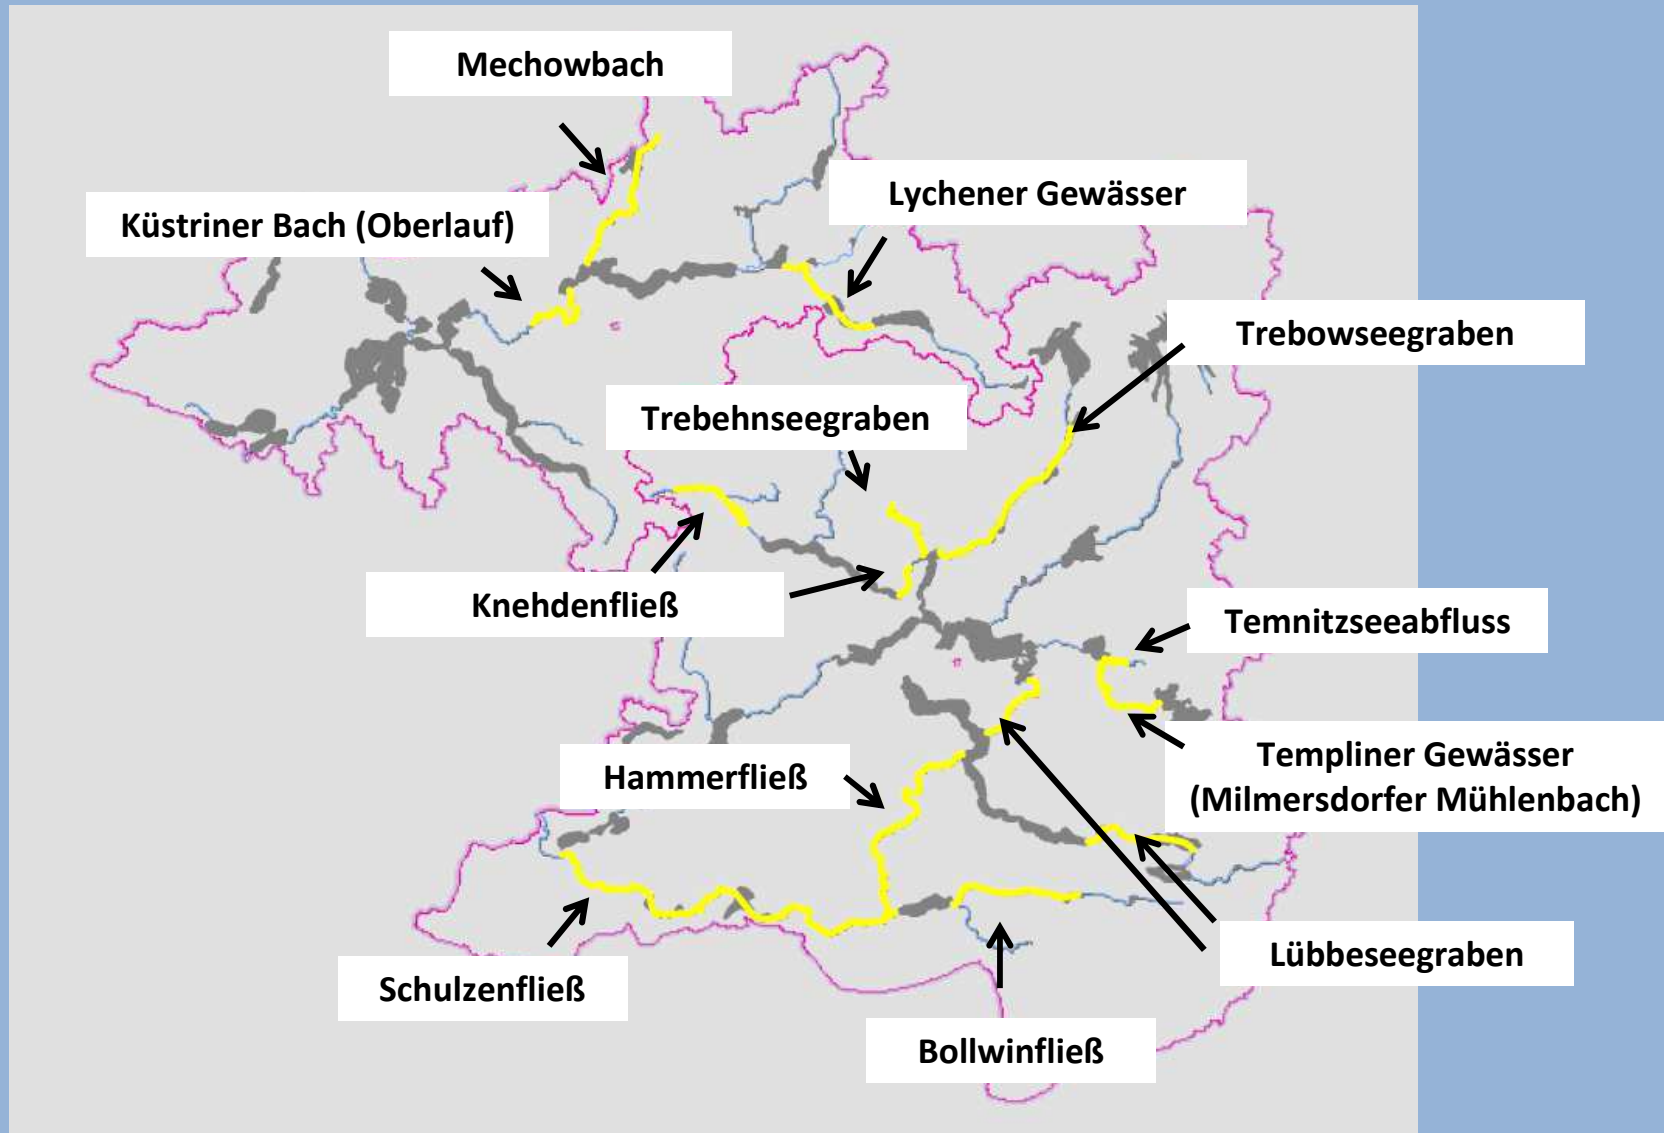 Mechowbach
Lychener Gewässer
Küstriner Bach (Oberlauf)
Trebowseegraben
Trebehnseegraben
Knehdenfließ
Temnitzseeabfluss
Templiner Gewässer
(Milmersdorfer Mühlenbach)
Hammerfließ
Lübbeseegraben
Schulzenfließ
Bollwinfließ